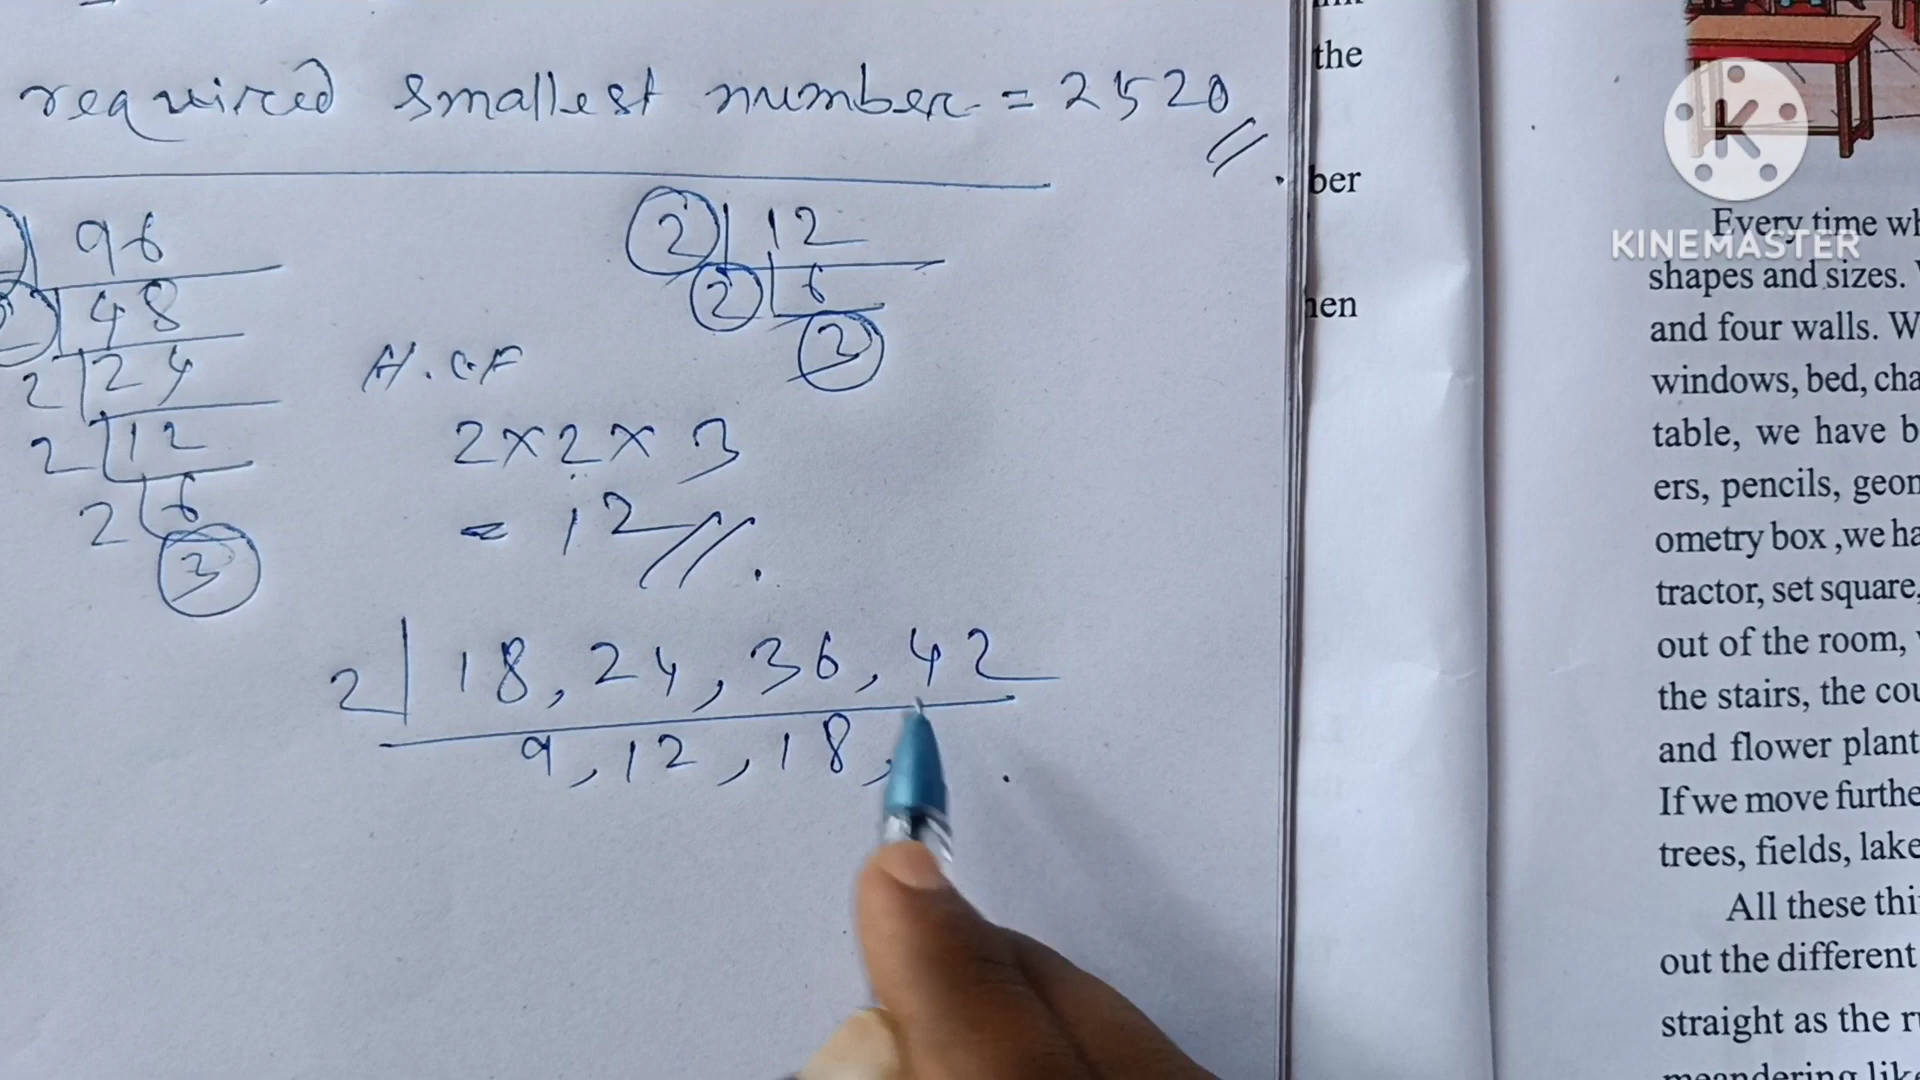 required smallest number = 2520
96
48
2 24
2 12
2 6
3
2 12
2 6
3
H.C.F
2×2×3
= 12
2 18, 24, 36, 42
9, 12, 18,
the
ber
hen
KINEMASTER
Every time wh
shapes and sizes. W
and four walls. W
windows, bed, cha
table, we have b
ers, pencils, geom
ometry box ,we ha
tractor, set square,
out of the room,
the stairs, the cou
and flower plant
If we move furthe
trees, fields, lake
All these thi
out the different
straight as the ru
meandering like